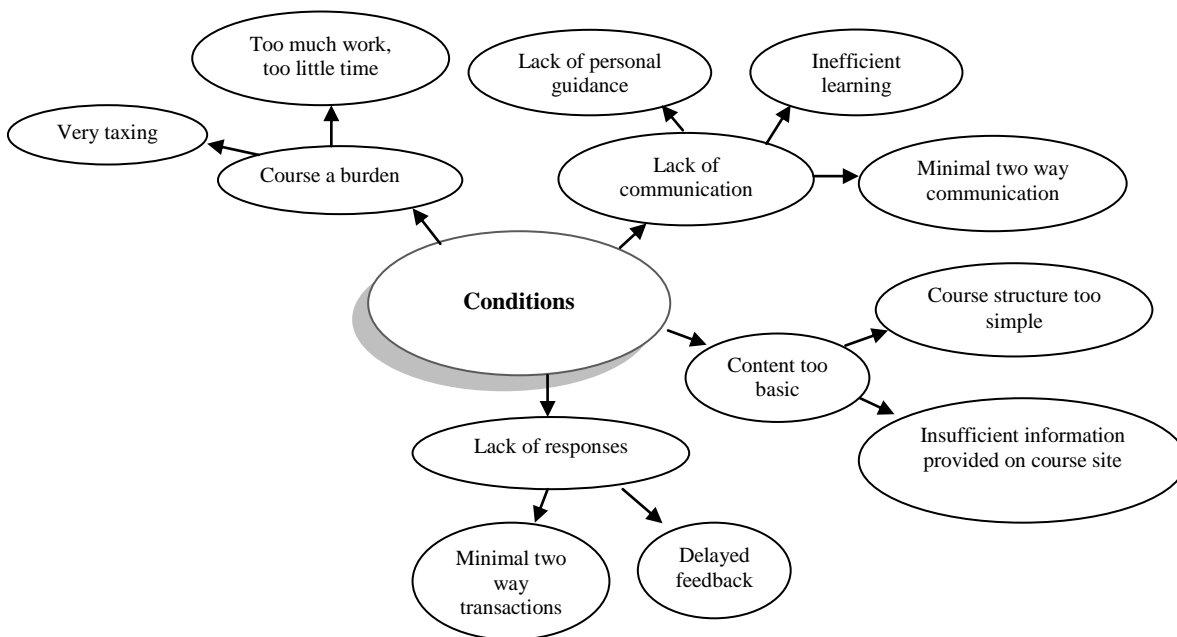 Too much work,
too little time
Very taxing
Course a burden
Lack of personal
guidance
Inefficient
learning
Lack of
communication
Minimal two way
communication
Conditions
Course structure too
simple
Content too
basic
Insufficient information
provided on course site
Lack of responses
Minimal two
way
transactions
Delayed
feedback